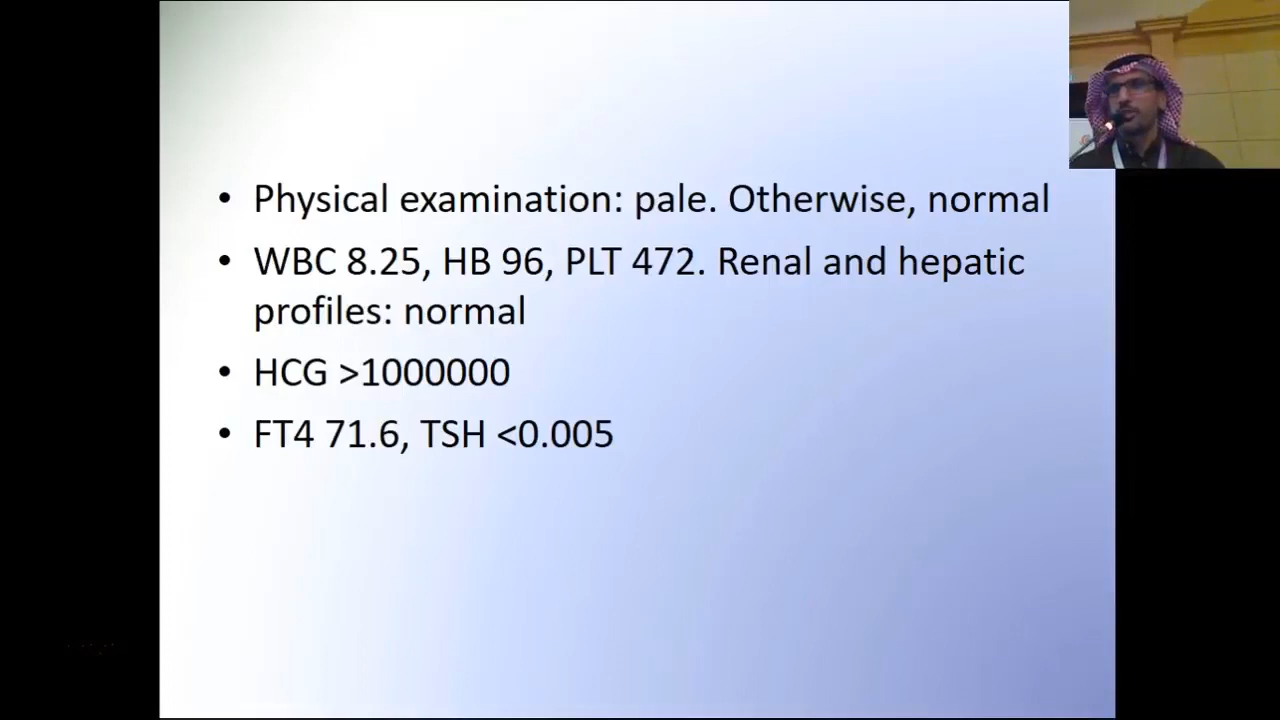 • Physical examination: pale. Otherwise, normal
• WBC 8.25, HB 96, PLT 472. Renal and hepatic
profiles: normal
• HCG >1000000
• FT4 71.6, TSH <0.005